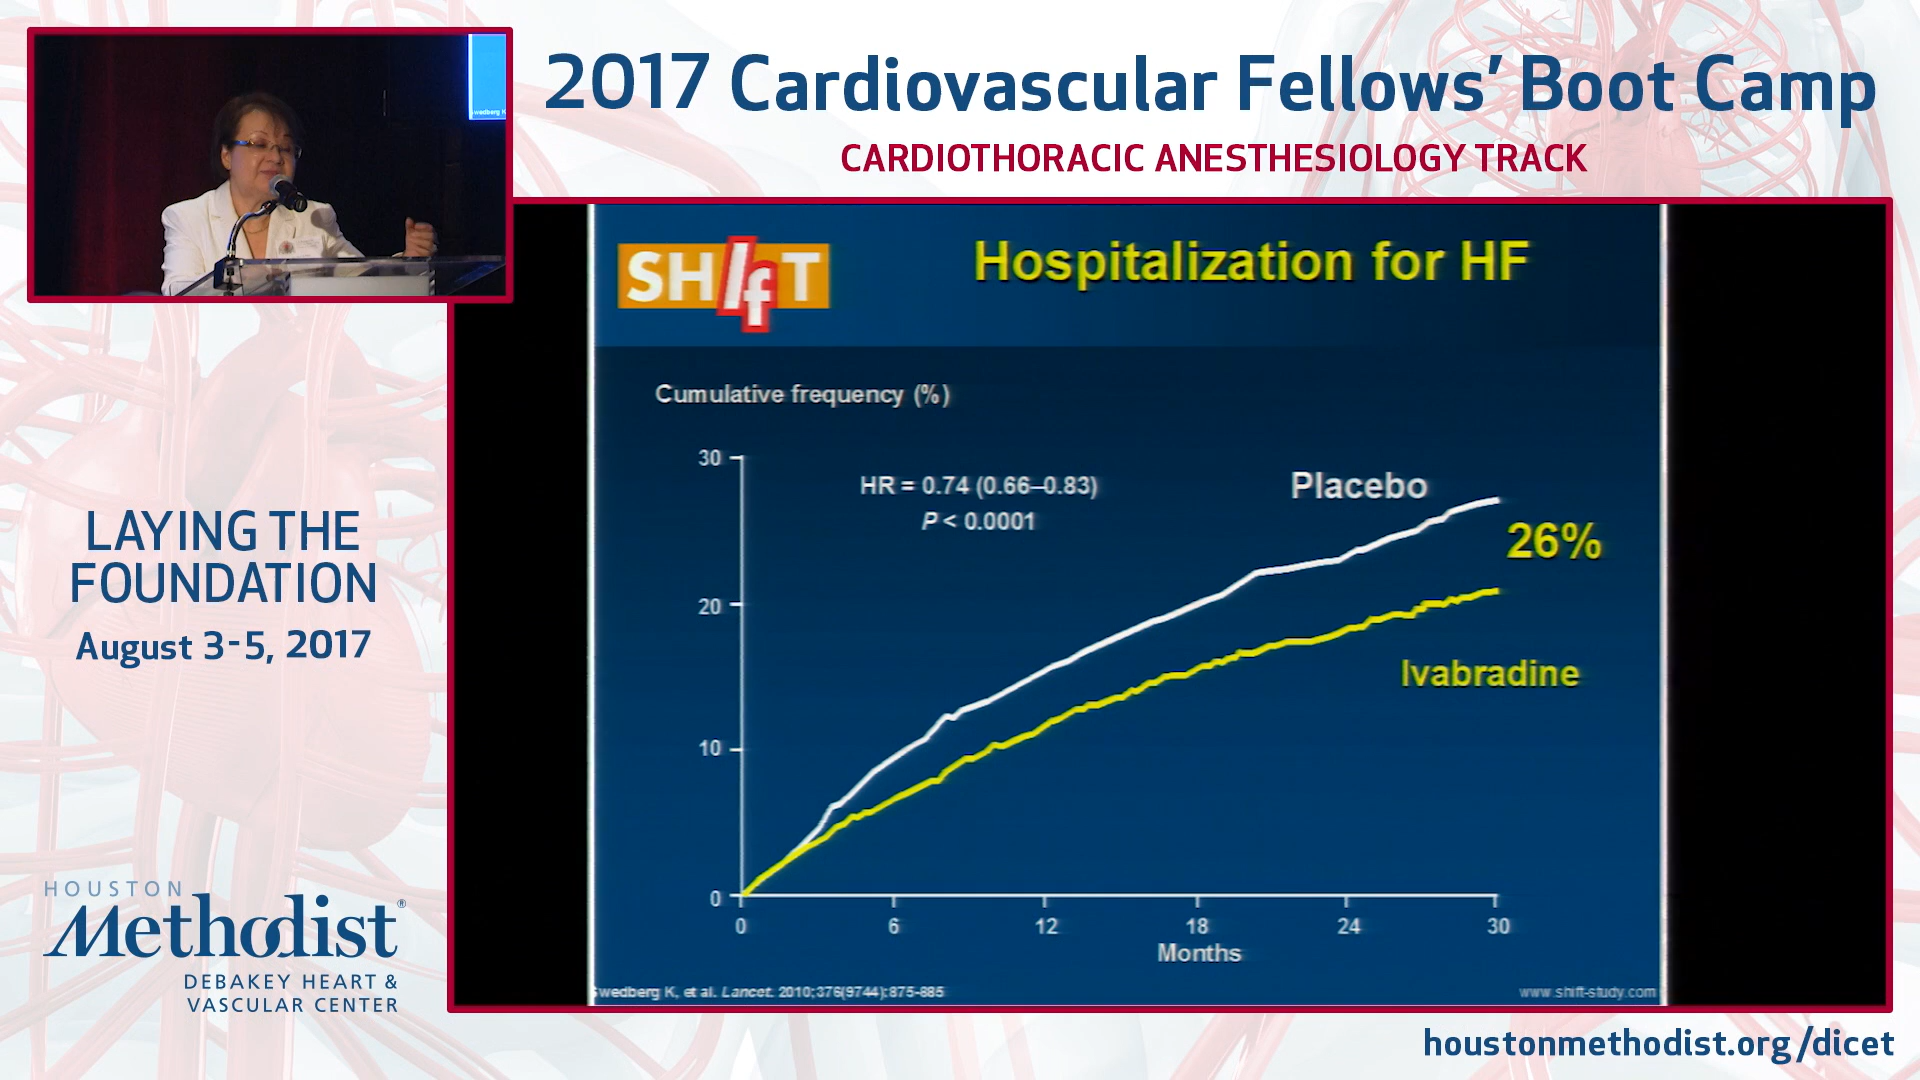 2017 Cardiovascular Fellows' Boot Camp
CARDIOTHORACIC ANESTHESIOLOGY TRACK
SHIfT
Hospitalization for HF
Cumulative frequency (%)
30
HR = 0.74 (0.66–0.83)
P < 0.0001
Placebo
26%
20
Ivabradine
10
0
0 6 12 18 24 30
Months
wedberg K, et al. Lancet. 2010;376(9744):875-885
www.shift-study.com
LAYING THE
FOUNDATION
August 3-5, 2017
HOUSTON
Methodist®
DEBAKEY HEART &
VASCULAR CENTER
houstonmethodist.org/dicet